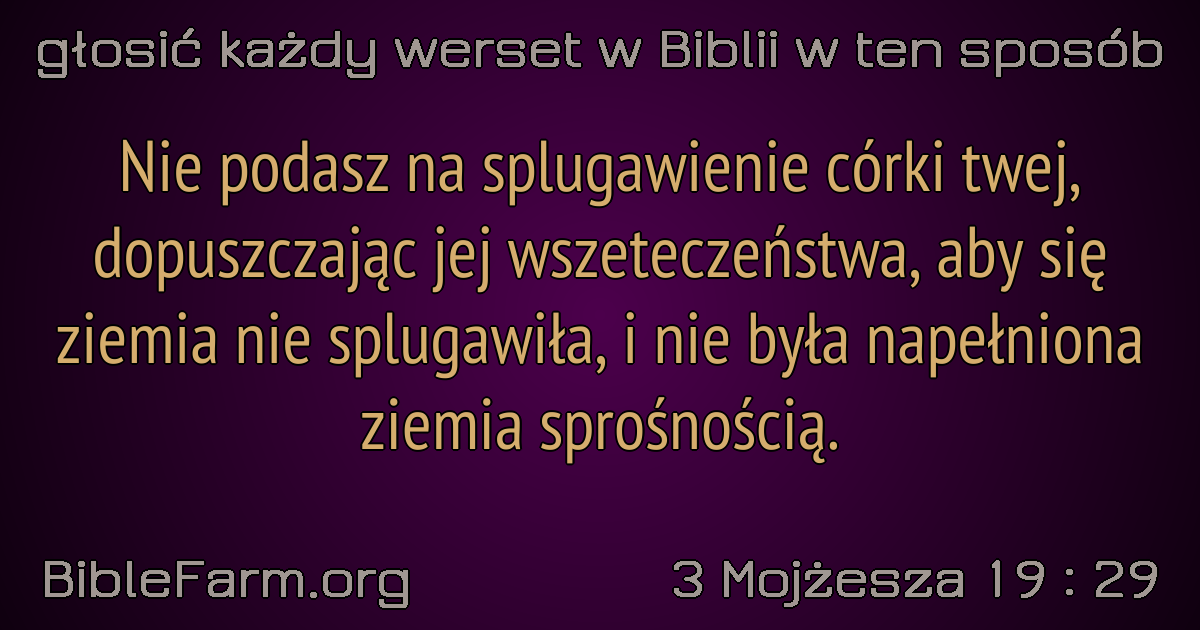 głosić każdy werset w Biblii w ten sposób
Nie podasz na splugawienie córki twej,
dopuszczając jej wszeteczeństwa, aby się
ziemia nie splugawiła, i nie była napełniona
ziemia sprośnością.
BibleFarm.org
3 Mojżesza 19 : 29